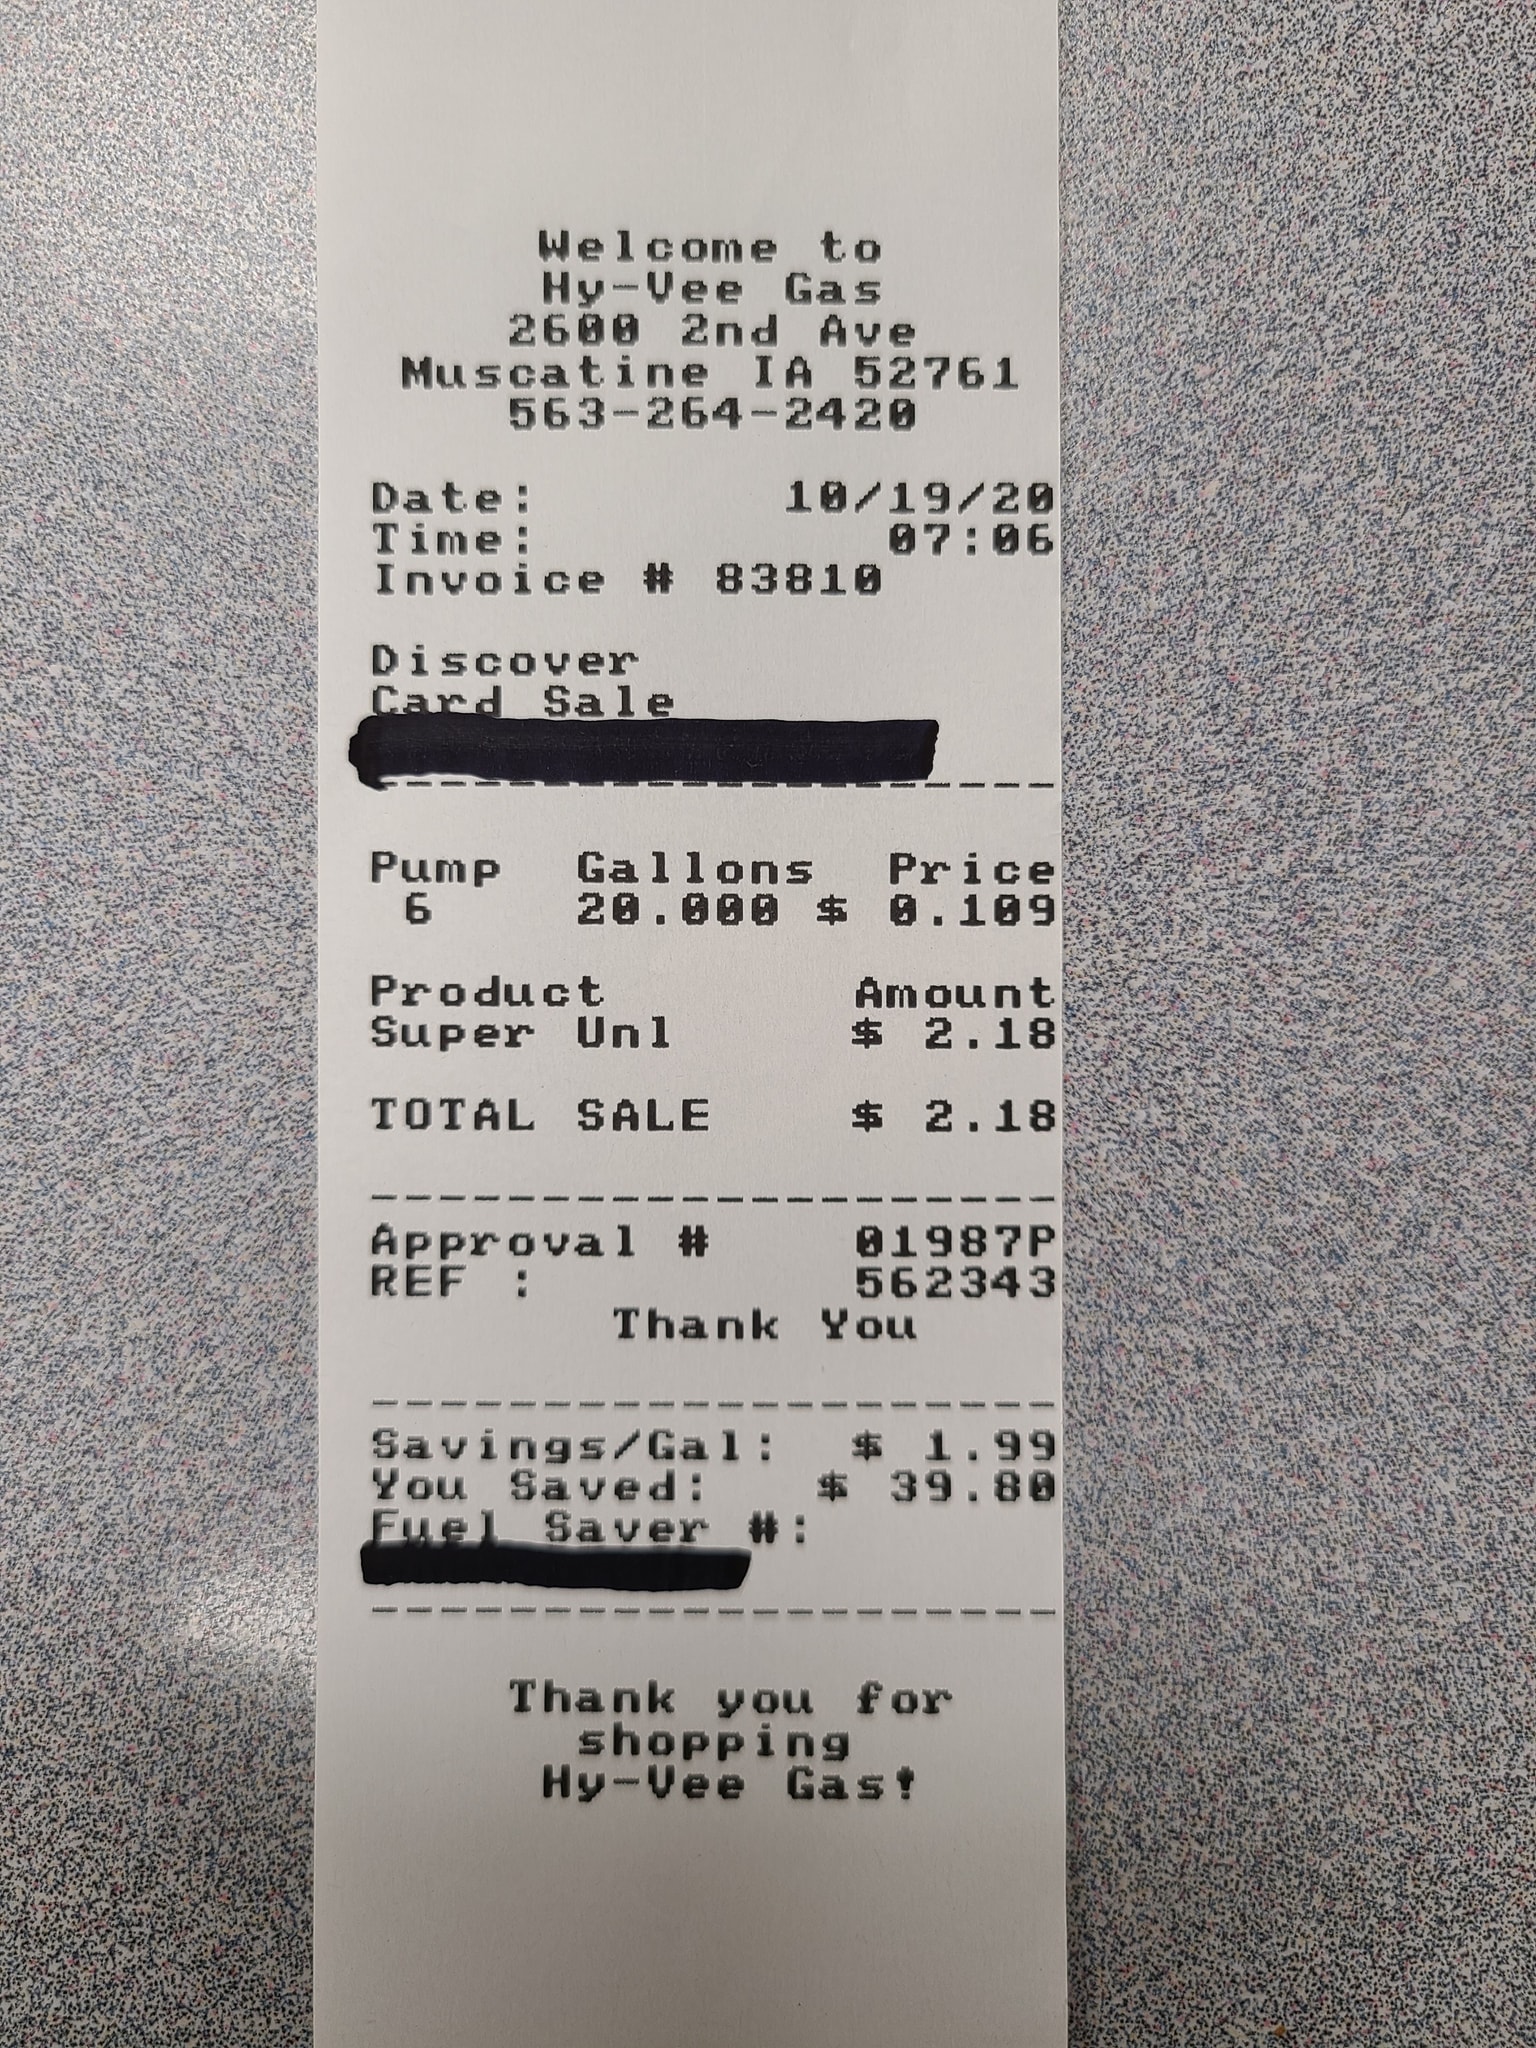 Welcome to
Hy-Vee Gas
2600 2nd Ave
Muscatine IA 52761
563-264-2420
Date: 10/19/20
Time: 07:06
Invoice # 83810
Discover
Card Sale
--------------------
Pump Gallons Price
6 20.000 $ 0.109
Product Amount
Super Unl $ 2.18
TOTAL SALE $ 2.18
--------------------
Approval # 01987P
REF : 562343
Thank You
--------------------
Savings/Gal: $ 1.99
You Saved: $ 39.80
Fuel Saver #:
--------------------
Thank you for
shopping
Hy-Vee Gas!